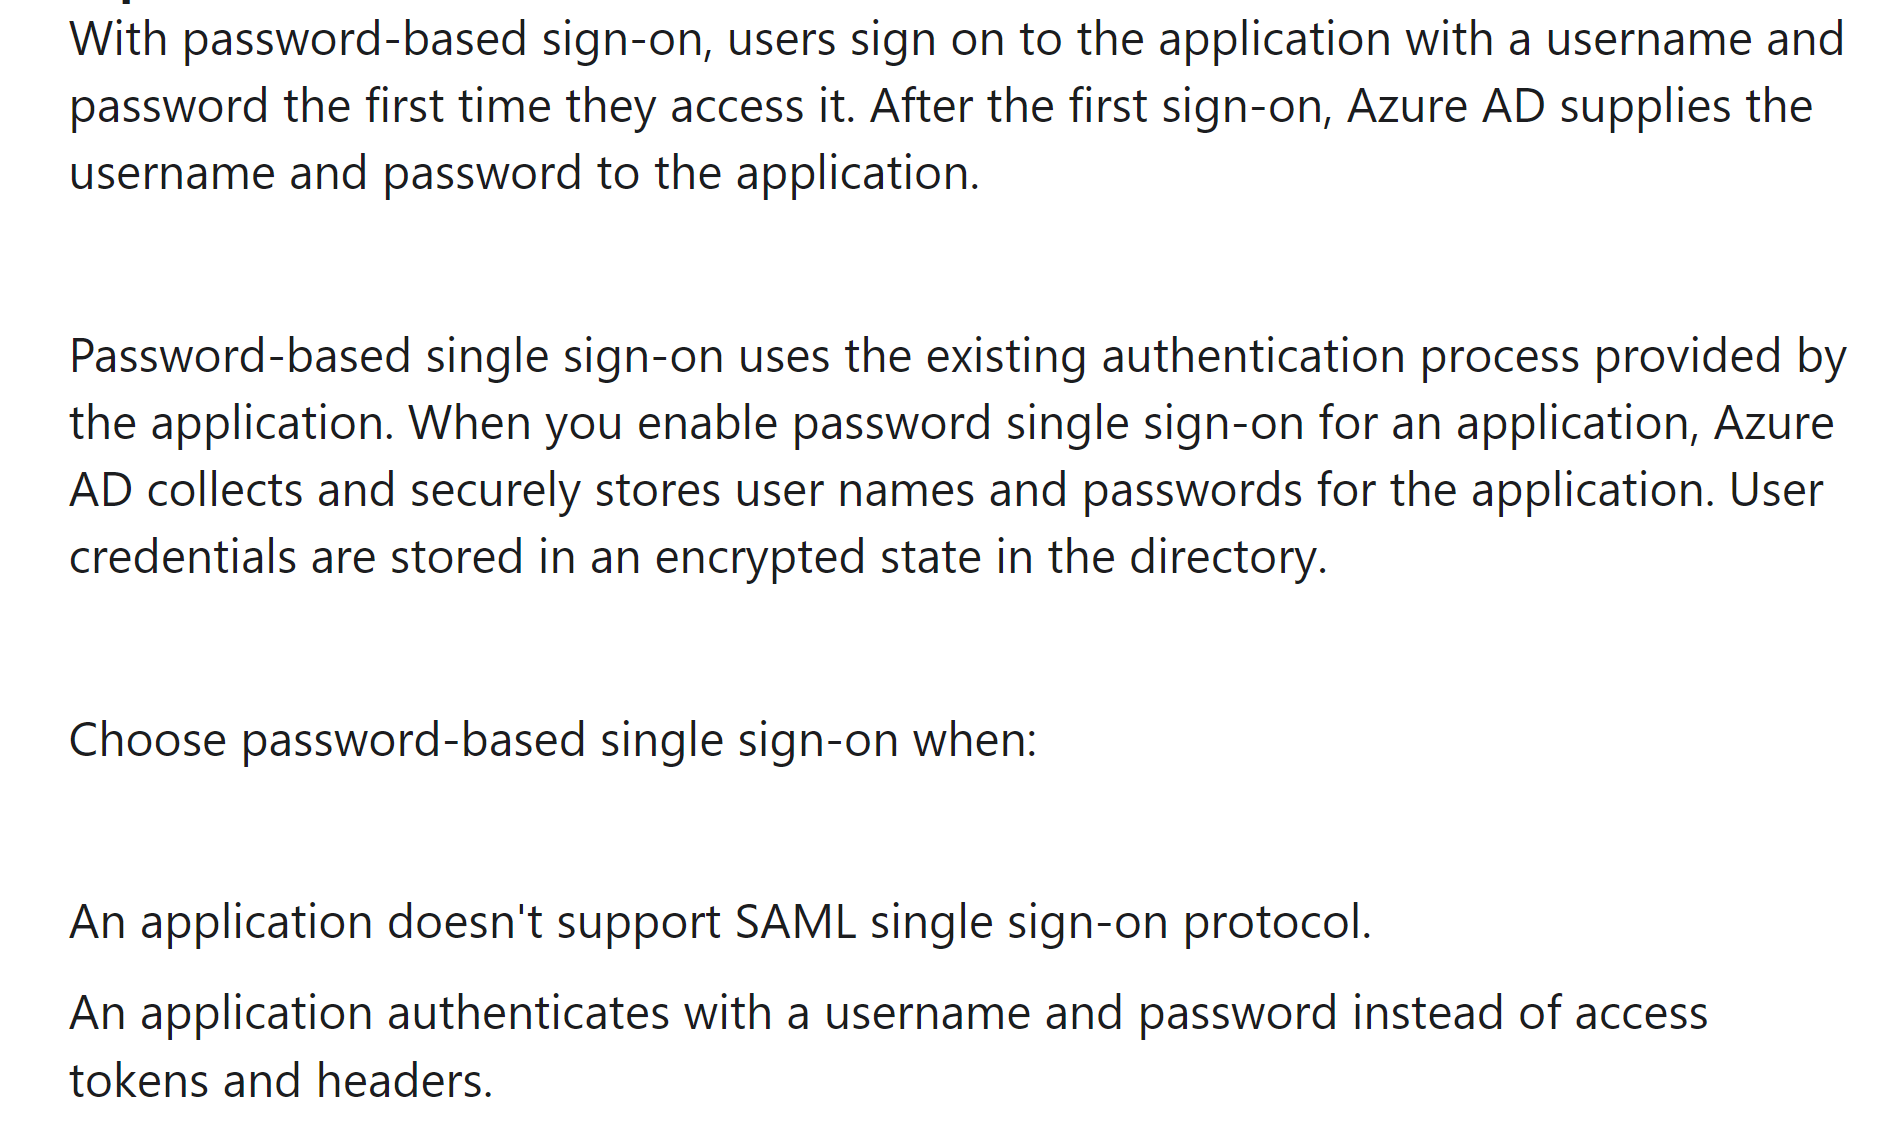 With password-based sign-on, users sign on to the application with a username and
password the first time they access it. After the first sign-on, Azure AD supplies the
username and password to the application.
Password-based single sign-on uses the existing authentication process provided by
the application. When you enable password single sign-on for an application, Azure
AD collects and securely stores user names and passwords for the application. User
credentials are stored in an encrypted state in the directory.
Choose password-based single sign-on when:
An application doesn't support SAML single sign-on protocol.
An application authenticates with a username and password instead of access
tokens and headers.